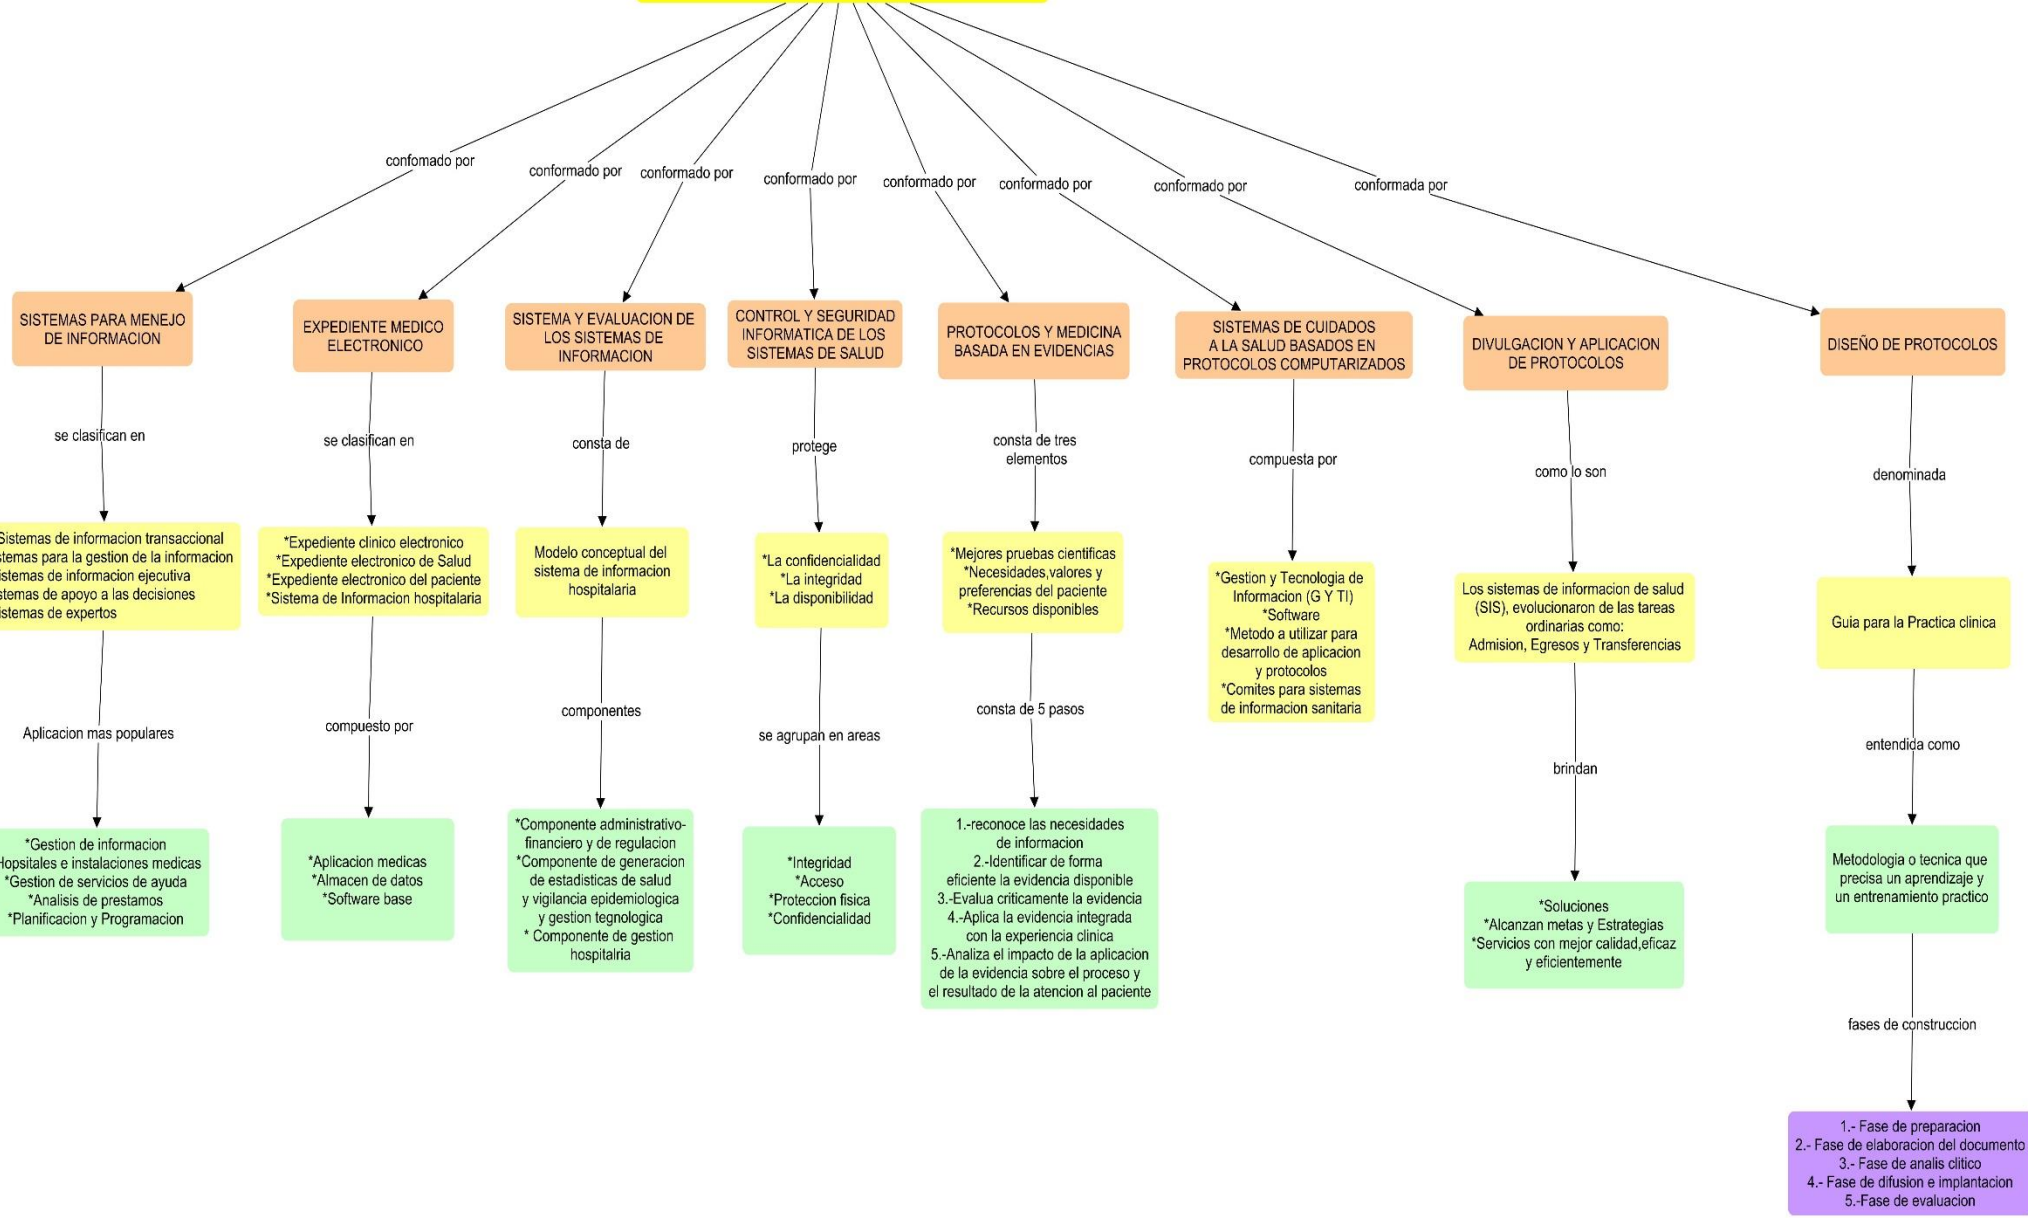 confomado por
conformado por
conformado por
conformado por
conformado por
conformado por
conformado por
conformada por
SISTEMAS PARA MENEJO
DE INFORMACION
EXPEDIENTE MEDICO
ELECTRONICO
SISTEMA Y EVALUACION DE
LOS SISTEMAS DE
INFORMACION
CONTROL Y SEGURIDAD
INFORMATICA DE LOS
SISTEMAS DE SALUD
PROTOCOLOS Y MEDICINA
BASADA EN EVIDENCIAS
SISTEMAS DE CUIDADOS
A LA SALUD BASADOS EN
PROTOCOLOS COMPUTARIZADOS
DIVULGACION Y APLICACION
DE PROTOCOLOS
DISEÑO DE PROTOCOLOS
se clasifican en
se clasifican en
consta de
protege
consta de tres
elementos
compuesta por
como lo son
denominada
Sistemas de informacion transaccional
stemas para la gestion de la informacion
istemas de informacion ejecutiva
stemas de apoyo a las decisiones
istemas de expertos
*Expediente clinico electronico
*Expediente electronico de Salud
*Expediente electronico del paciente
*Sistema de Informacion hospitalaria
Modelo conceptual del
sistema de informacion
hospitalaria
*La confidencialidad
*La integridad
*La disponibilidad
*Mejores pruebas cientificas
*Necesidades,valores y
preferencias del paciente
*Recursos disponibles
*Gestion y Tecnologia de
Informacion (G Y TI)
*Software
*Metodo a utilizar para
desarrollo de aplicacion
y protocolos
*Comites para sistemas
de informacion sanitaria
Los sistemas de informacion de salud
(SIS), evolucionaron de las tareas
ordinarias como:
Admision, Egresos y Transferencias
Guia para la Practica clinica
Aplicacion mas populares
compuesto por
componentes
se agrupan en areas
consta de 5 pasos
brindan
entendida como
*Gestion de informacion
Hopsitales e instalaciones medicas
*Gestion de servicios de ayuda
*Analisis de prestamos
*Planificacion y Programacion
*Aplicacion medicas
*Almacen de datos
*Software base
*Componente administrativo-
financiero y de regulacion
*Componente de generacion
de estadisticas de salud
y vigilancia epidemiologica
y gestion tegnologica
* Componente de gestion
hospitalria
*Integridad
*Acceso
*Proteccion fisica
*Confidencialidad
1.-reconoce las necesidades
de informacion
2.-Identificar de forma
eficiente la evidencia disponible
3.-Evalua criticamente la evidencia
4.-Aplica la evidencia integrada
con la experiencia clinica
5.-Analiza el impacto de la aplicacion
de la evidencia sobre el proceso y
el resultado de la atencion al paciente
*Soluciones
*Alcanzan metas y Estrategias
*Servicios con mejor calidad,eficaz
y eficientemente
Metodologia o tecnica que
precisa un aprendizaje y
un entrenamiento practico
fases de construccion
1.- Fase de preparacion
2.- Fase de elaboracion del documento
3.- Fase de analis clitico
4.- Fase de difusion e implantacion
5.-Fase de evaluacion